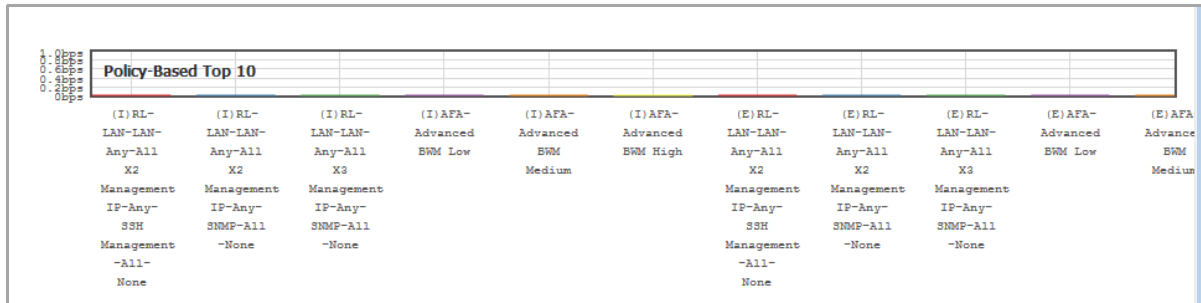 1.0bps
0.8bps
0.6bps
0.4bps
0.2bps
0bps
Policy-Based Top 10
(I)RL-
LAN-LAN-
Any-All
X2
Management
IP-Any-
SSH
Management
-All-
None
(I)RL-
LAN-LAN-
Any-All
X2
Management
IP-Any-
SNMP-All
-None
(I)RL-
LAN-LAN-
Any-All
X3
Management
IP-Any-
SNMP-All
-None
(I)AFA-
Advanced
BWM Low
(I)AFA-
Advanced
BWM
Medium
(I)AFA-
Advanced
BWM High
(E)RL-
LAN-LAN-
Any-All
X2
Management
IP-Any-
SSH
Management
-All-
None
(E)RL-
LAN-LAN-
Any-All
X2
Management
IP-Any-
SNMP-All
-None
(E)RL-
LAN-LAN-
Any-All
X3
Management
IP-Any-
SNMP-All
-None
(E)AFA-
Advanced
BWM Low
(E)AFA
Advance
BWM
Medium